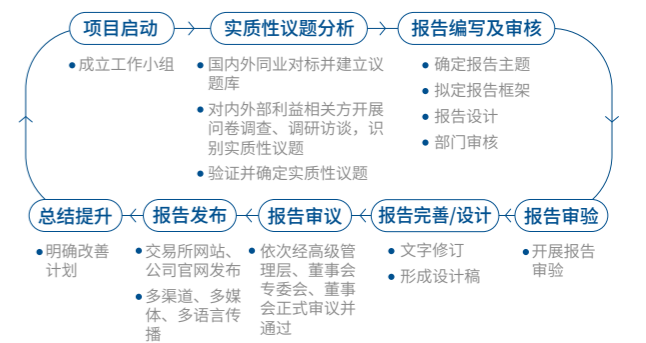 项目启动
实质性议题分析
报告编写及审核
●成立工作小组
●国内外同业对标并建立议
题库
●对内外部利益相关方开展
问卷调查、调研访谈，识
别实质性议题
●验证并确定实质性议题
●确定报告主题
●拟定报告框架
●报告设计
●部门审核
总结提升
报告发布
报告审议
报告完善/设计
报告审验
●明确改善
计划
●交易所网站、
公司官网发布
●多渠道、多媒
体、多语言传
播
●依次经高级管
理层、董事会
专委会、董事
会正式审议并
通过
●文字修订
●形成设计稿
●开展报告
审验